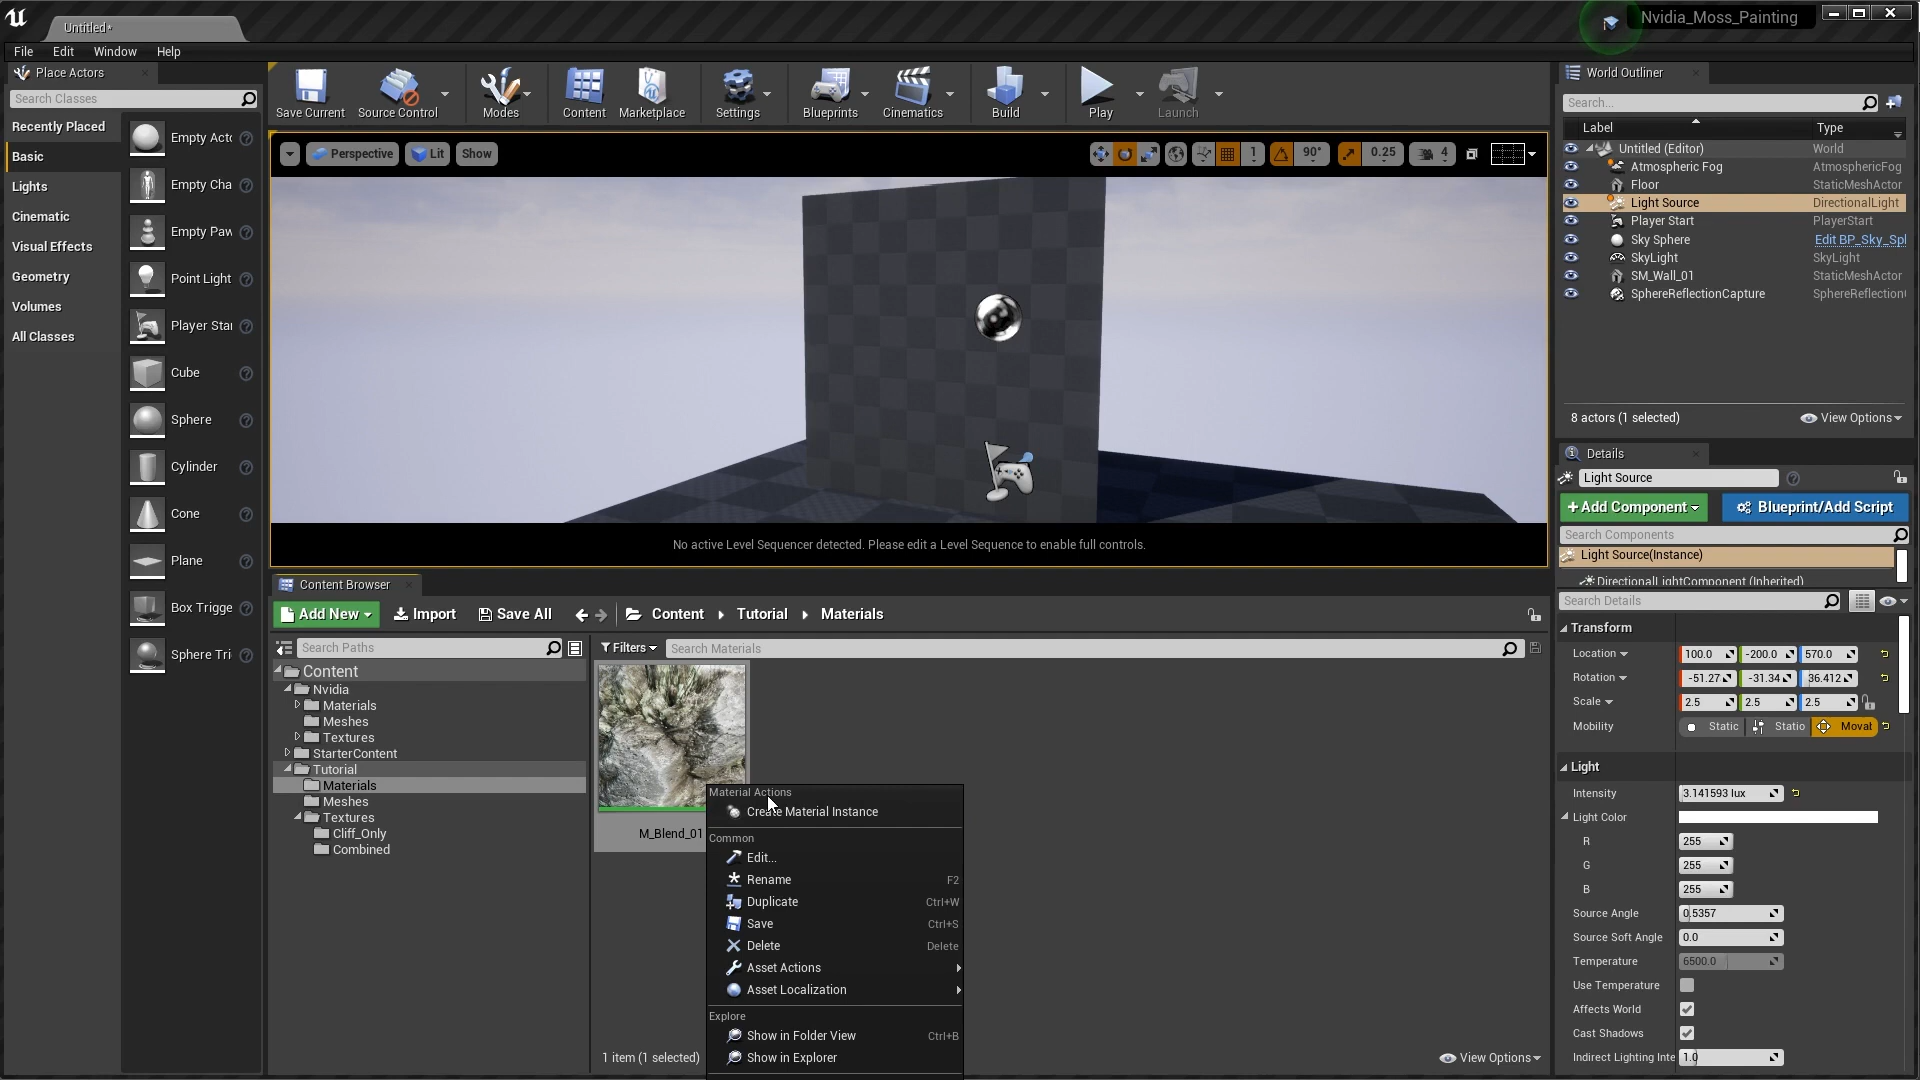 Untitled*
Nvidia_Moss_Painting
File Edit Window Help
Place Actors
Search Classes
Recently Placed
Basic
Lights
Cinematic
Visual Effects
Geometry
Volumes
All Classes
Empty Actc
Empty Cha
Empty Paw
Point Light
Player Star
Cube
Sphere
Cylinder
Cone
Plane
Box Trigge
Sphere Tri
Save Current Source Control Modes Content Marketplace Settings Blueprints Cinematics Build Play Launch
Perspective Lit Show 1 90° 0.25 4
No active Level Sequencer detected. Please edit a Level Sequence to enable full controls.
Content Browser
Add New Import Save All Content Tutorial Materials
Search Paths
Filters Search Materials
Content
Nvidia
Materials
Meshes
Textures
StarterContent
Tutorial
Materials
Meshes
Textures
Cliff_Only
Combined
M_Blend_01
Material Actions
Create Material Instance
Common
Edit...
Rename F2
Duplicate Ctrl+W
Save Ctrl+S
Delete Delete
Asset Actions
Asset Localization
Explore
Show in Folder View Ctrl+B
Show in Explorer
1 item (1 selected)
View Options
World Outliner
Search...
Label Type
Untitled (Editor) World
Atmospheric Fog AtmosphericFog
Floor StaticMeshActor
Light Source DirectionalLight
Player Start PlayerStart
Sky Sphere Edit BP_Sky_Spl
SkyLight SkyLight
SM_Wall_01 StaticMeshActor
SphereReflectionCapture SphereReflection
8 actors (1 selected) View Options
Details
Light Source
+Add Component Blueprint/Add Script
Search Components
Light Source(Instance)
DirectionalLightComponent (Inherited)
Search Details
Transform
Location 100.0 -200.0 570.0
Rotation -51.27 -31.34 36.412
Scale 2.5 2.5 2.5
Mobility Static Statio Movab
Light
Intensity 3.141593 lux
Light Color
R 255
G 255
B 255
Source Angle 0.5357
Source Soft Angle 0.0
Temperature 6500.0
Use Temperature
Affects World
Cast Shadows
Indirect Lighting Inte 1.0